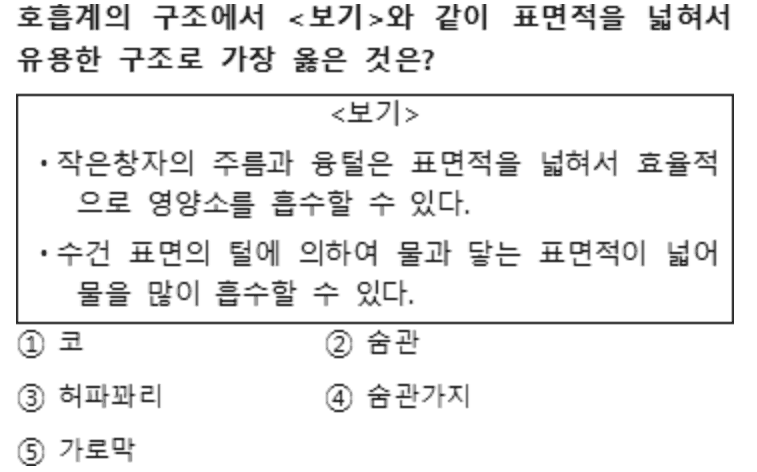 호흡계의 구조에서 <보기>와 같이 표면적을 넓혀서
유용한 구조로 가장 옳은 것은?
<보기>
• 작은창자의 주름과 융털은 표면적을 넓혀서 효율적
으로 영양소를 흡수할 수 있다.
• 수건 표면의 털에 의하여 물과 닿는 표면적이 넓어
물을 많이 흡수할 수 있다.
① 코 ② 숨관
③ 허파꽈리 ④ 숨관가지
⑤ 가로막